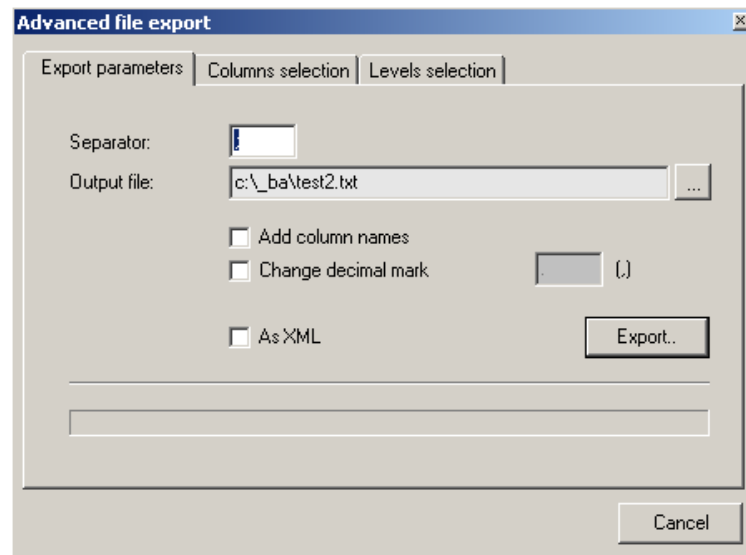 Advanced file export
Export parameters
Columns selection
Levels selection
Separator:
Output file:
c:\_ba\test2.txt
...
Add column names
Change decimal mark
.
(.)
As XML
Export..
Cancel